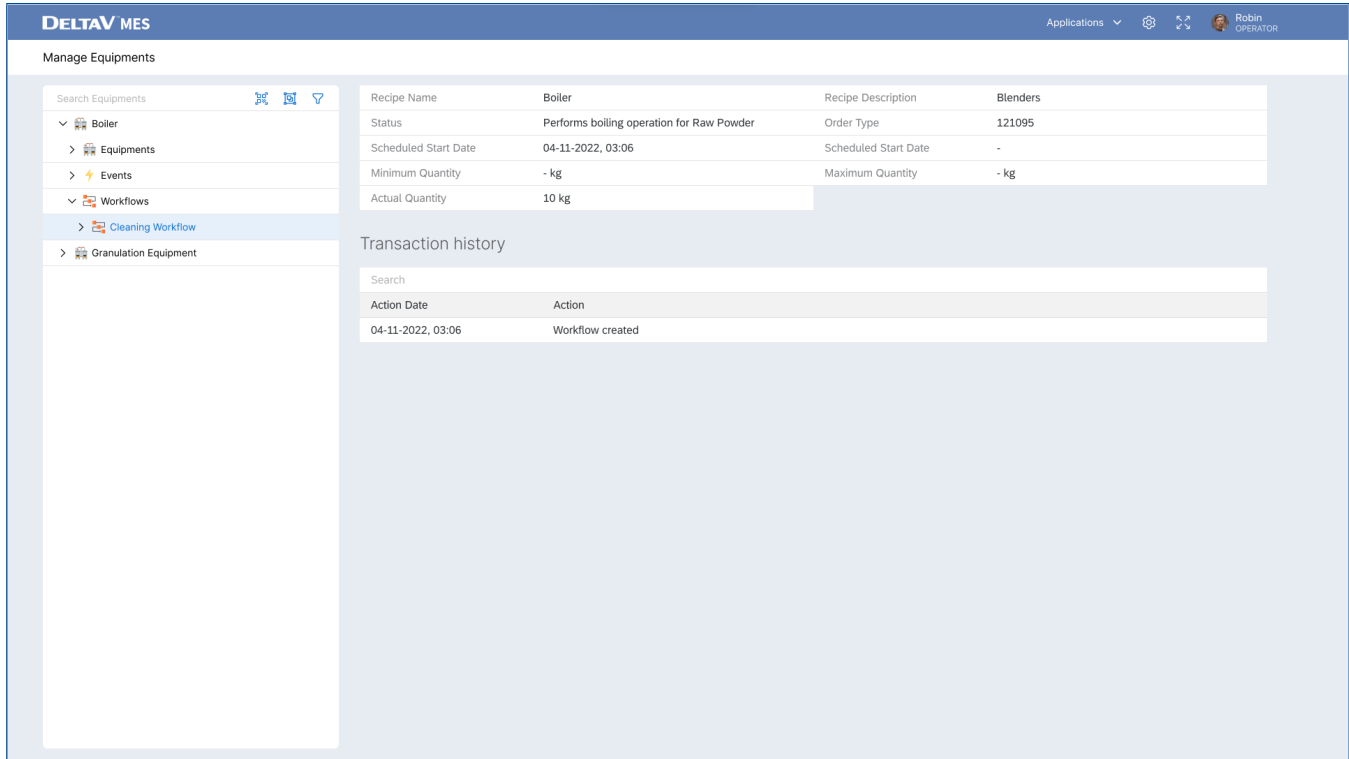 DELTAV MES
Applications
Robin
OPERATOR
Manage Equipments
Search Equipments
Boiler
Equipments
Events
Workflows
Cleaning Workflow
Granulation Equipment
Recipe Name Boiler Recipe Description Blenders
Status Performs boiling operation for Raw Powder Order Type 121095
Scheduled Start Date 04-11-2022, 03:06 Scheduled Start Date -
Minimum Quantity - kg Maximum Quantity - kg
Actual Quantity 10 kg
Transaction history
Search
Action Date Action
04-11-2022, 03:06 Workflow created